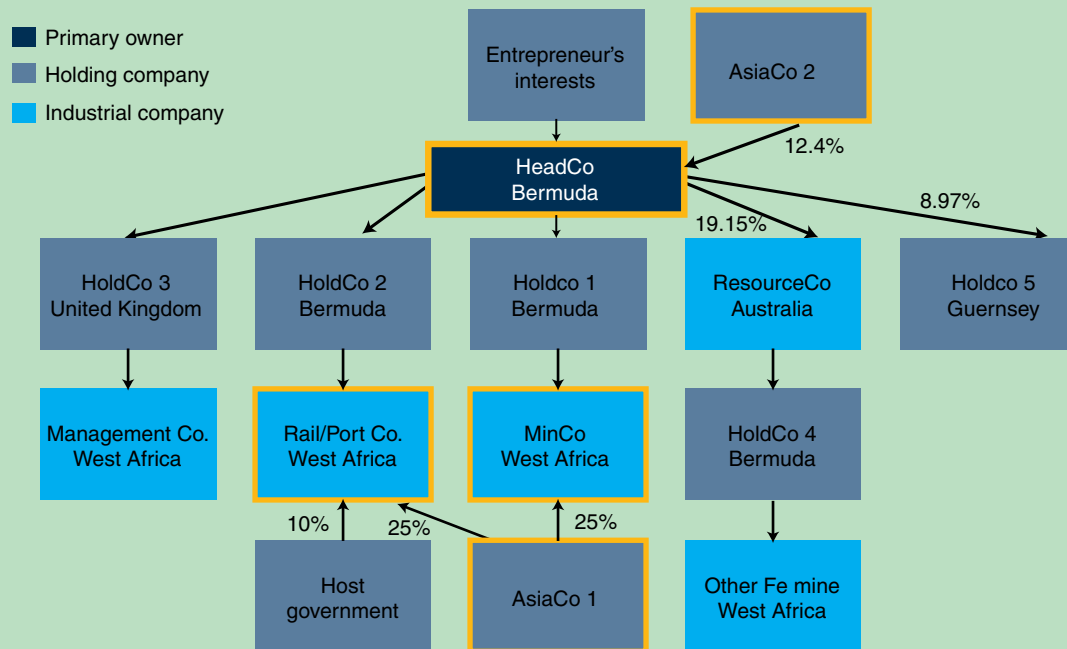 Primary owner
Holding company
Industrial company
Entrepreneur's
interests
AsiaCo 2
12.4%
HeadCo
Bermuda
19.15%
8.97%
HoldCo 3
United Kingdom
HoldCo 2
Bermuda
Holdco 1
Bermuda
ResourceCo
Australia
Holdco 5
Guernsey
Management Co.
West Africa
Rail/Port Co.
West Africa
MinCo
West Africa
HoldCo 4
Bermuda
10%
25%
25%
Host
government
AsiaCo 1
Other Fe mine
West Africa